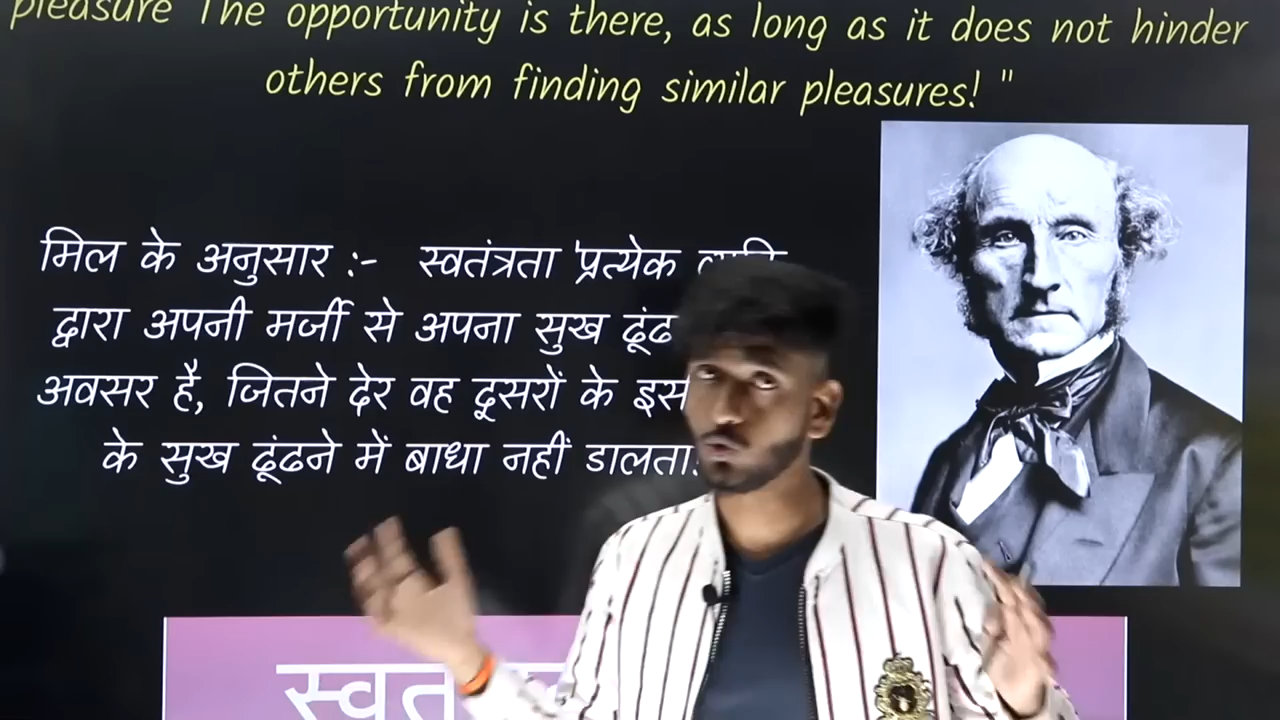 pleasure The opportunity is there, as long as it does not hinder
others from finding similar pleasures! "
मिल के अनुसार :- स्वतंत्रता 'प्रत्येक
द्वारा अपनी मर्जी से अपना सुख ढूंढ
अवसर है, जितने देर वह दूसरों के इस
के सुख ढूंढने में बाधा नहीं डालता